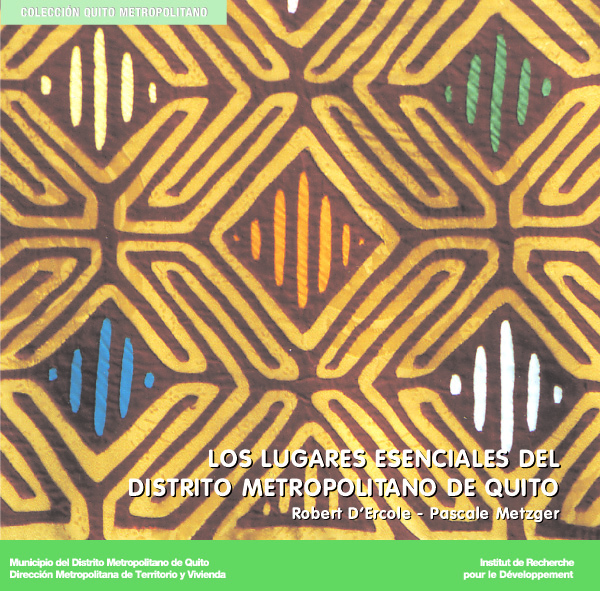 COLECCIÓN QUITO METROPOLITANO
LOS LUGARES ESENCIALES DEL
DISTRITO METROPOLITANO DE QUITO
Robert D'Ercole - Pascale Metzger
Municipio del Distrito Metropolitano de Quito
Dirección Metropolitana de Territorio y Vivienda
Institut de Recherche
pour le Développement